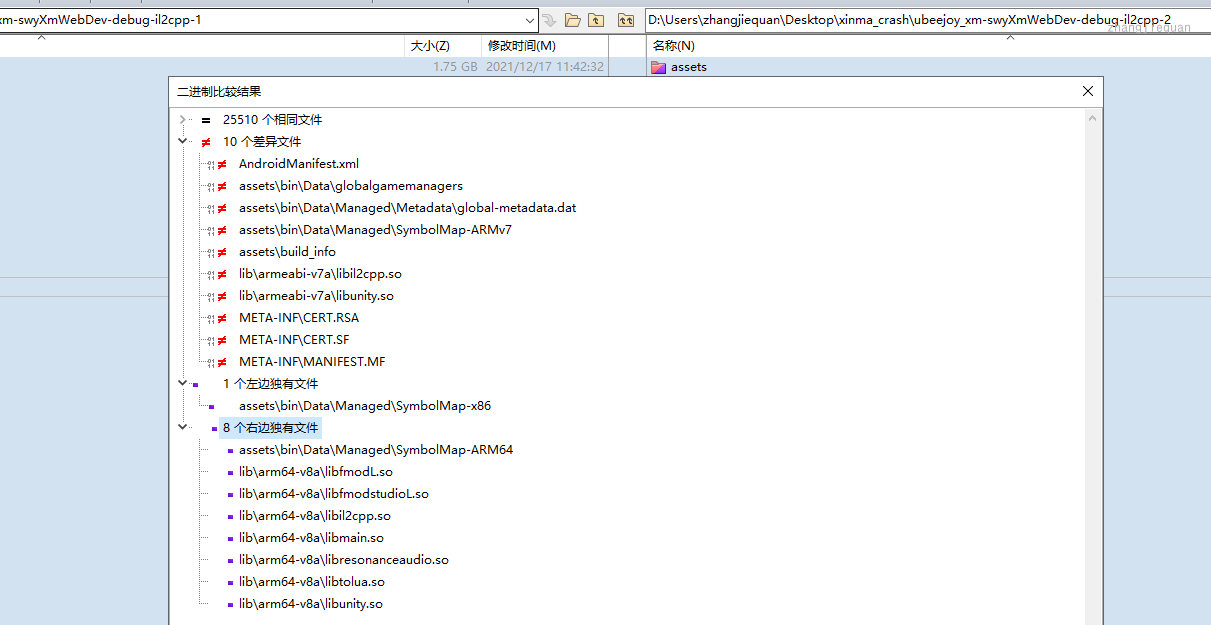 xm-swyXmWebDev-debug-il2cpp-1
D:\Users\zhangjiequan\Desktop\xinma_crash\ubeejoy_xm-swyXmWebDev-debug-il2cpp-2
zhangjiequan
大小(Z) 修改时间(M) 名称(N)
1.75 GB 2021/12/17 11:42:32 assets
二进制比较结果
= 25510 个相同文件
≠ 10 个差异文件
≠ AndroidManifest.xml
≠ assets\bin\Data\globalgamemanagers
≠ assets\bin\Data\Managed\Metadata\global-metadata.dat
≠ assets\bin\Data\Managed\SymbolMap-ARMv7
≠ assets\build_info
≠ lib\armeabi-v7a\libil2cpp.so
≠ lib\armeabi-v7a\libunity.so
≠ META-INF\CERT.RSA
≠ META-INF\CERT.SF
≠ META-INF\MANIFEST.MF
1 个左边独有文件
assets\bin\Data\Managed\SymbolMap-x86
8 个右边独有文件
assets\bin\Data\Managed\SymbolMap-ARM64
lib\arm64-v8a\libfmodL.so
lib\arm64-v8a\libfmodstudioL.so
lib\arm64-v8a\libil2cpp.so
lib\arm64-v8a\libmain.so
lib\arm64-v8a\libresonanceaudio.so
lib\arm64-v8a\libtolua.so
lib\arm64-v8a\libunity.so